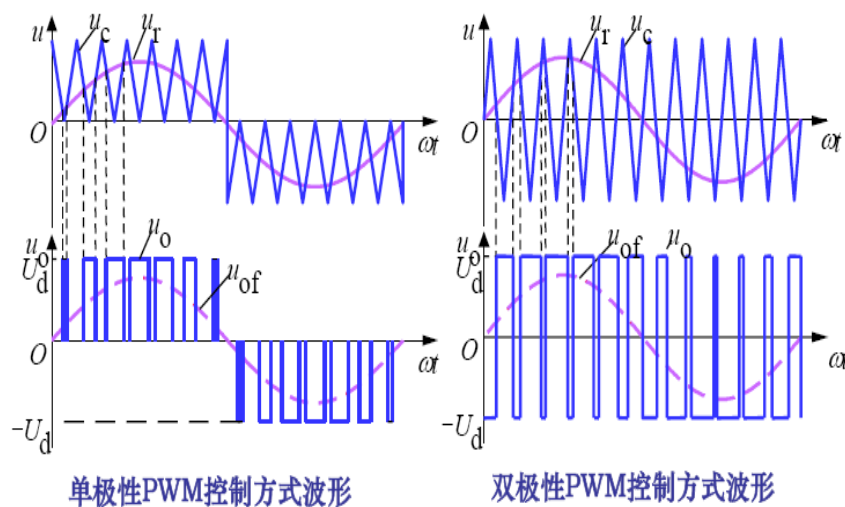 u
u_c
u_r
O
ωt
u_o
U_d
u_o
u_of
O
ωt
-U_d
单极性PWM控制方式波形
u
u_r
u_c
O
ωt
u_o
U_d
u_of
u_o
O
ω
-U_d
双极性PWM控制方式波形